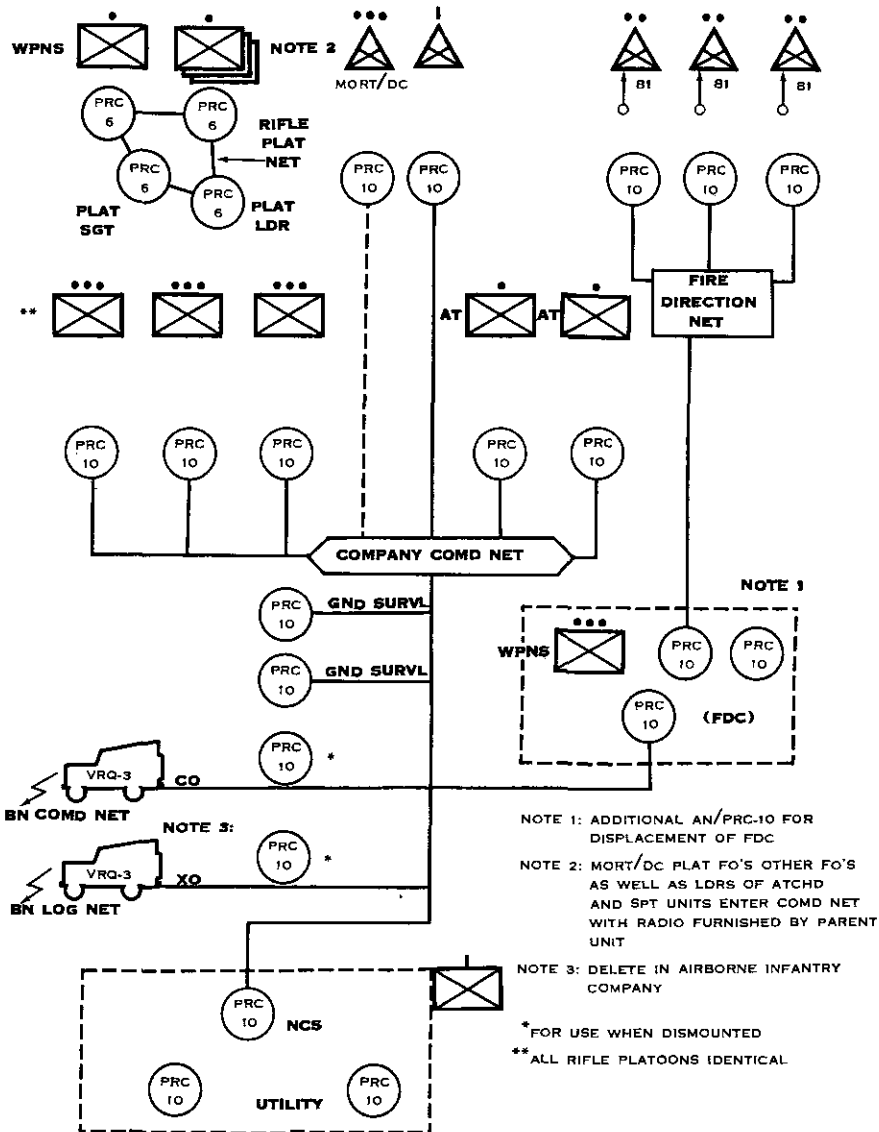 WPNS
NOTE 2
MORT/DC
81
81
81
PRC 6
PRC 6
PRC 6
PRC 6
RIFLE
PLAT
NET
PLAT
SGT
PLAT
LDR
PRC 10
PRC 10
PRC 10
PRC 10
PRC 10
FIRE
DIRECTION
NET
**
AT
AT
PRC 10
PRC 10
PRC 10
PRC 10
PRC 10
COMPANY COMD NET
NOTE 1
PRC 10
GND SURVL
PRC 10
GND SURVL
WPNS
PRC 10
PRC 10
PRC 10
(FDC)
VRQ-3
CO
PRC 10
*
BN COMD NET
NOTE 3:
VRQ-3
XO
PRC 10
*
BN LOG NET
NOTE 1: ADDITIONAL AN/PRC-10 FOR
DISPLACEMENT OF FDC
NOTE 2: MORT/DC PLAT FO'S OTHER FO'S
AS WELL AS LDRS OF ATCHD
AND SPT UNITS ENTER COMD NET
WITH RADIO FURNISHED BY PARENT
UNIT
NOTE 3: DELETE IN AIRBORNE INFANTRY
COMPANY
*FOR USE WHEN DISMOUNTED
**ALL RIFLE PLATOONS IDENTICAL
PRC 10
NCS
PRC 10
UTILITY
PRC 10